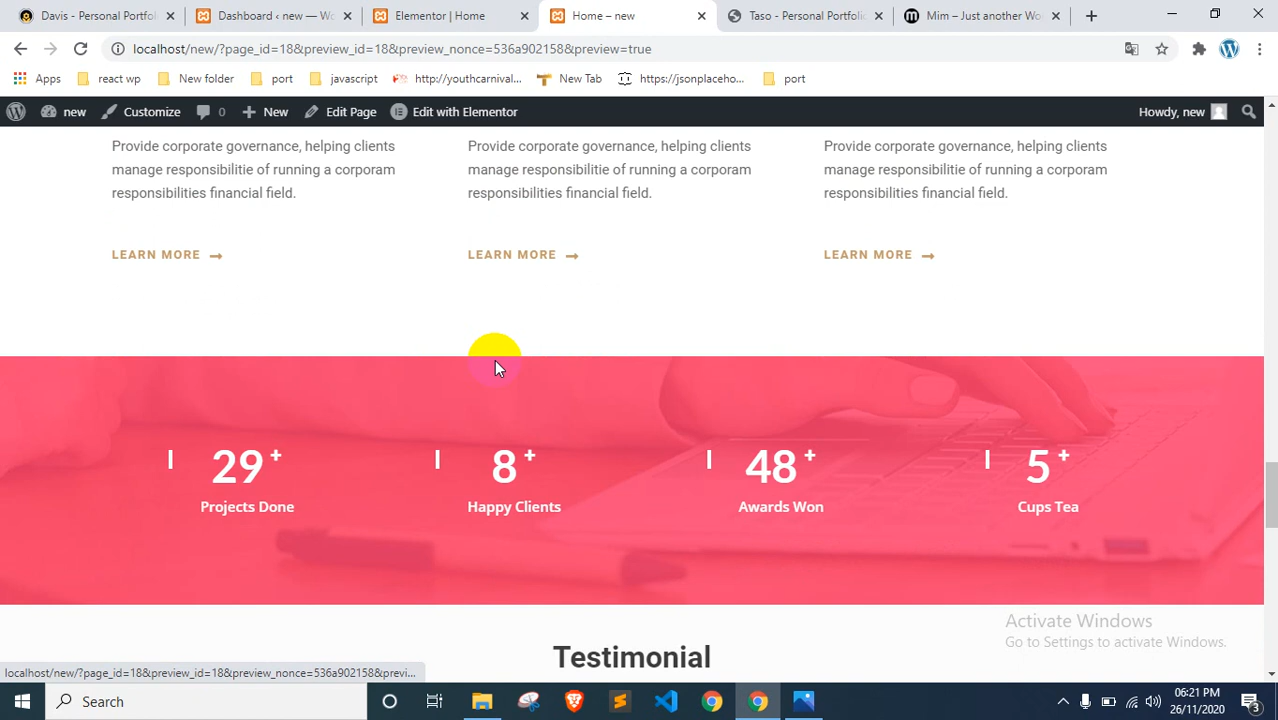 Davis - Personal Portfol
Dashboard ‹ new — Wo
Elementor | Home
Home – new
Taso - Personal Portfolio
Mim – Just another Wo
localhost/new/?page_id=18&preview_id=18&preview_nonce=536a902158&preview=true
Apps
react wp
New folder
port
javascript
http://youthcarnival...
New Tab
https://jsonplaceho...
port
new
Customize
0
New
Edit Page
Edit with Elementor
Howdy, new
Provide corporate governance, helping clients
manage responsibilitie of running a corporam
responsibilities financial field.
Provide corporate governance, helping clients
manage responsibilitie of running a corporam
responsibilities financial field.
Provide corporate governance, helping clients
manage responsibilitie of running a corporam
responsibilities financial field.
LEARN MORE
LEARN MORE
LEARN MORE
29 +
Projects Done
8 +
Happy Clients
48 +
Awards Won
5 +
Cups Tea
Testimonial
Activate Windows
Go to Settings to activate Windows.
localhost/new/?page_id=18&preview_id=18&preview_nonce=536a902158&previ...
Search
06:21 PM
26/11/2020
3